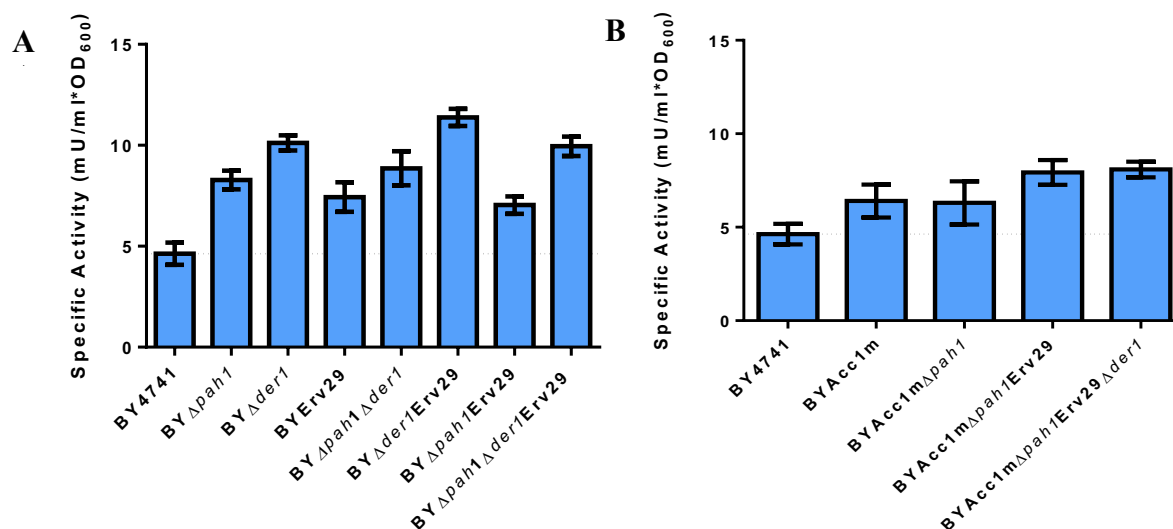 A
Specific Activity (mU/ml*OD600)
15
10
5
0
BY4741
BYΔpah1
BYΔder1
BYErv29
BYΔpah1Δder1
BYΔder1Erv29
BYΔpah1Erv29
BYΔpah1Δder1Erv29
B
Specific Activity (mU/ml*OD600)
15
10
5
0
BY4741
BYAcc1m
BYAcc1mΔpah1
BYAcc1mΔpah1Erv29
BYAcc1mΔpah1Erv29Δder1